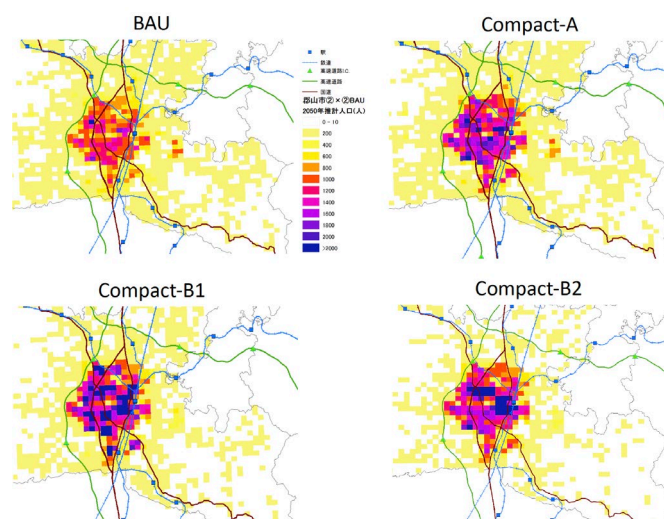 BAU
Compact-A
駅
鉄道
高速道路IC
高速道路
国道
郡山市②×②BAU
2050年推計人口(人)
0 - 10
200
400
600
800
1000
1200
1400
1600
1800
2000
>2000
Compact-B1
Compact-B2